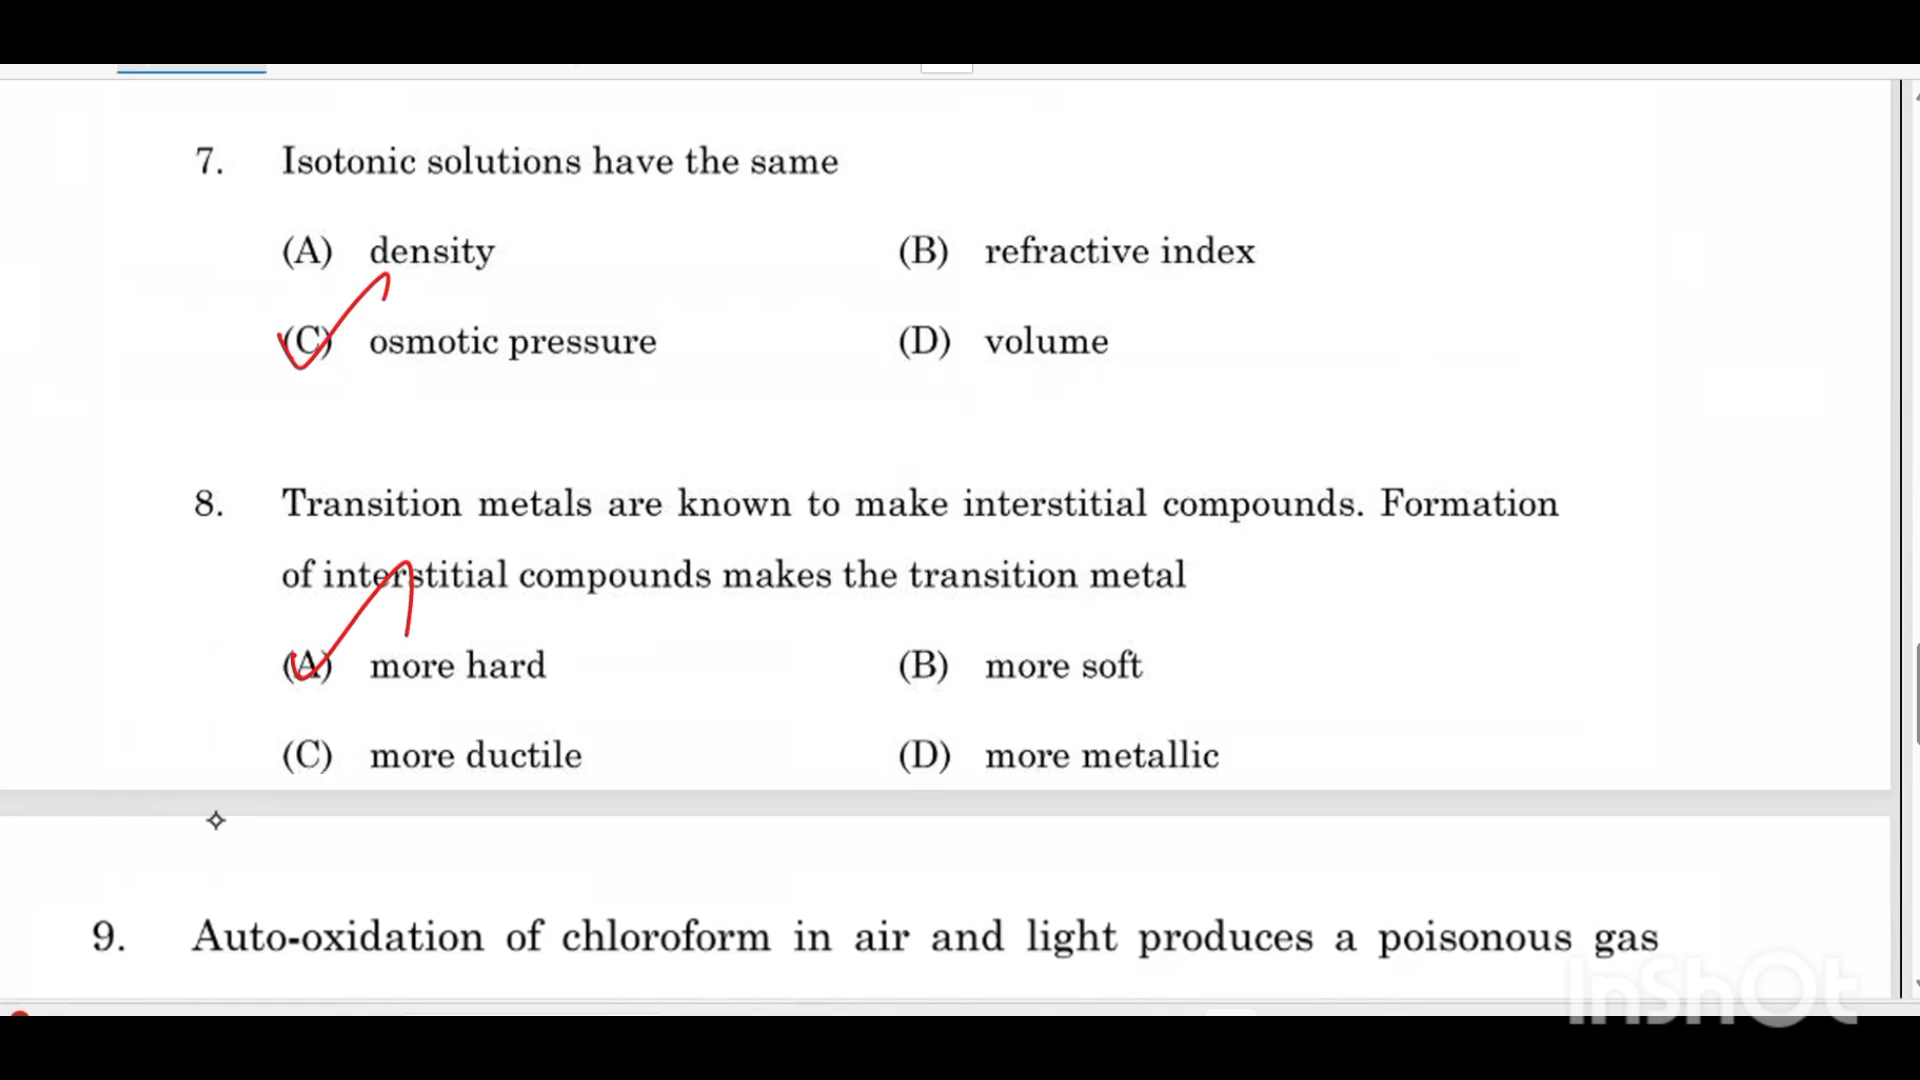 7. Isotonic solutions have the same
(A) density (B) refractive index
(C) osmotic pressure (D) volume
8. Transition metals are known to make interstitial compounds. Formation
of interstitial compounds makes the transition metal
(A) more hard (B) more soft
(C) more ductile (D) more metallic
9. Auto-oxidation of chloroform in air and light produces a poisonous gas
InShOt